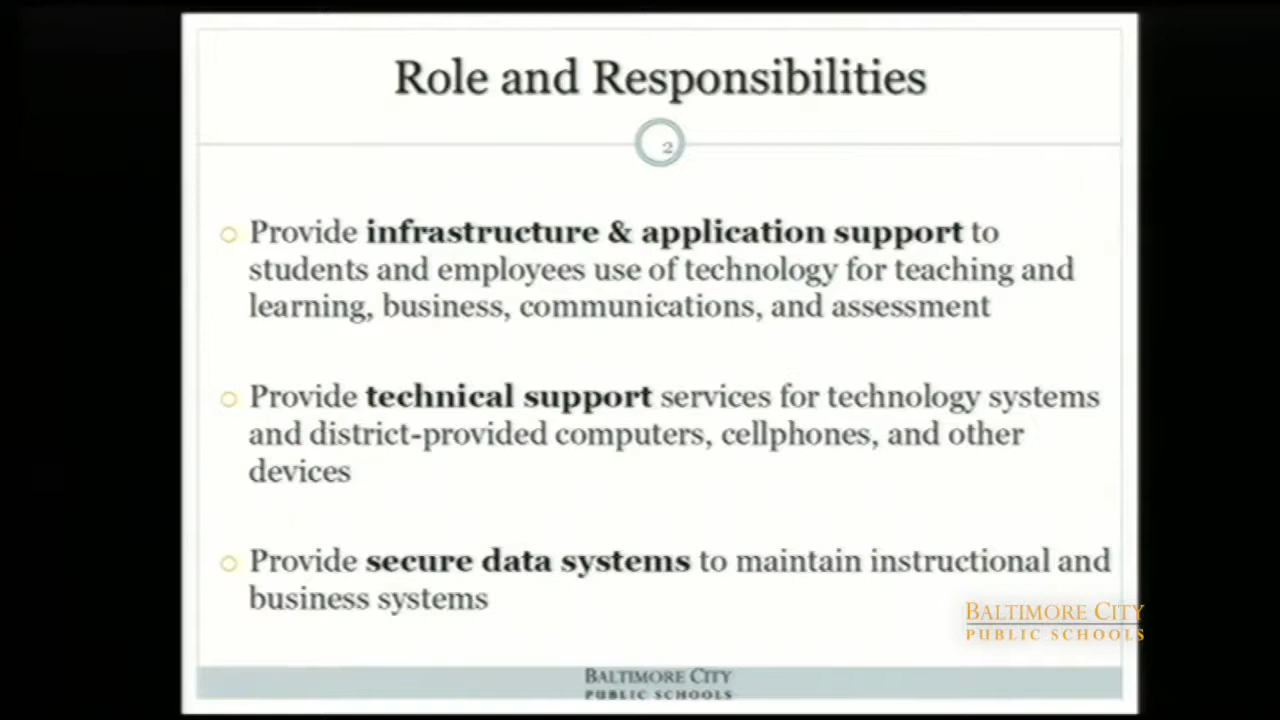 Role and Responsibilities
2
Provide infrastructure & application support to
students and employees use of technology for teaching and
learning, business, communications, and assessment
Provide technical support services for technology systems
and district-provided computers, cellphones, and other
devices
Provide secure data systems to maintain instructional and
business systems
BALTIMORE CITY
PUBLIC SCHOOLS
BALTIMORE CITY
PUBLIC SCHOOLS